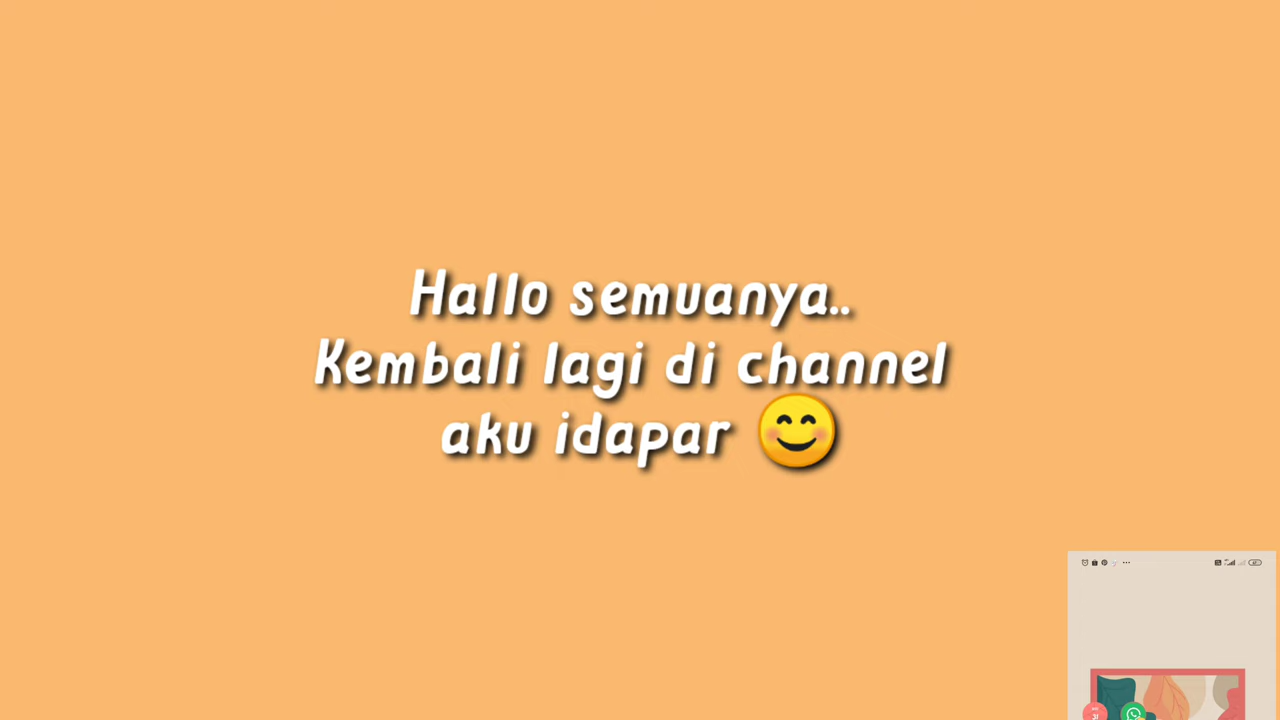 Hallo semuanya..
Kembali lagi di channel
aku idapar 😊